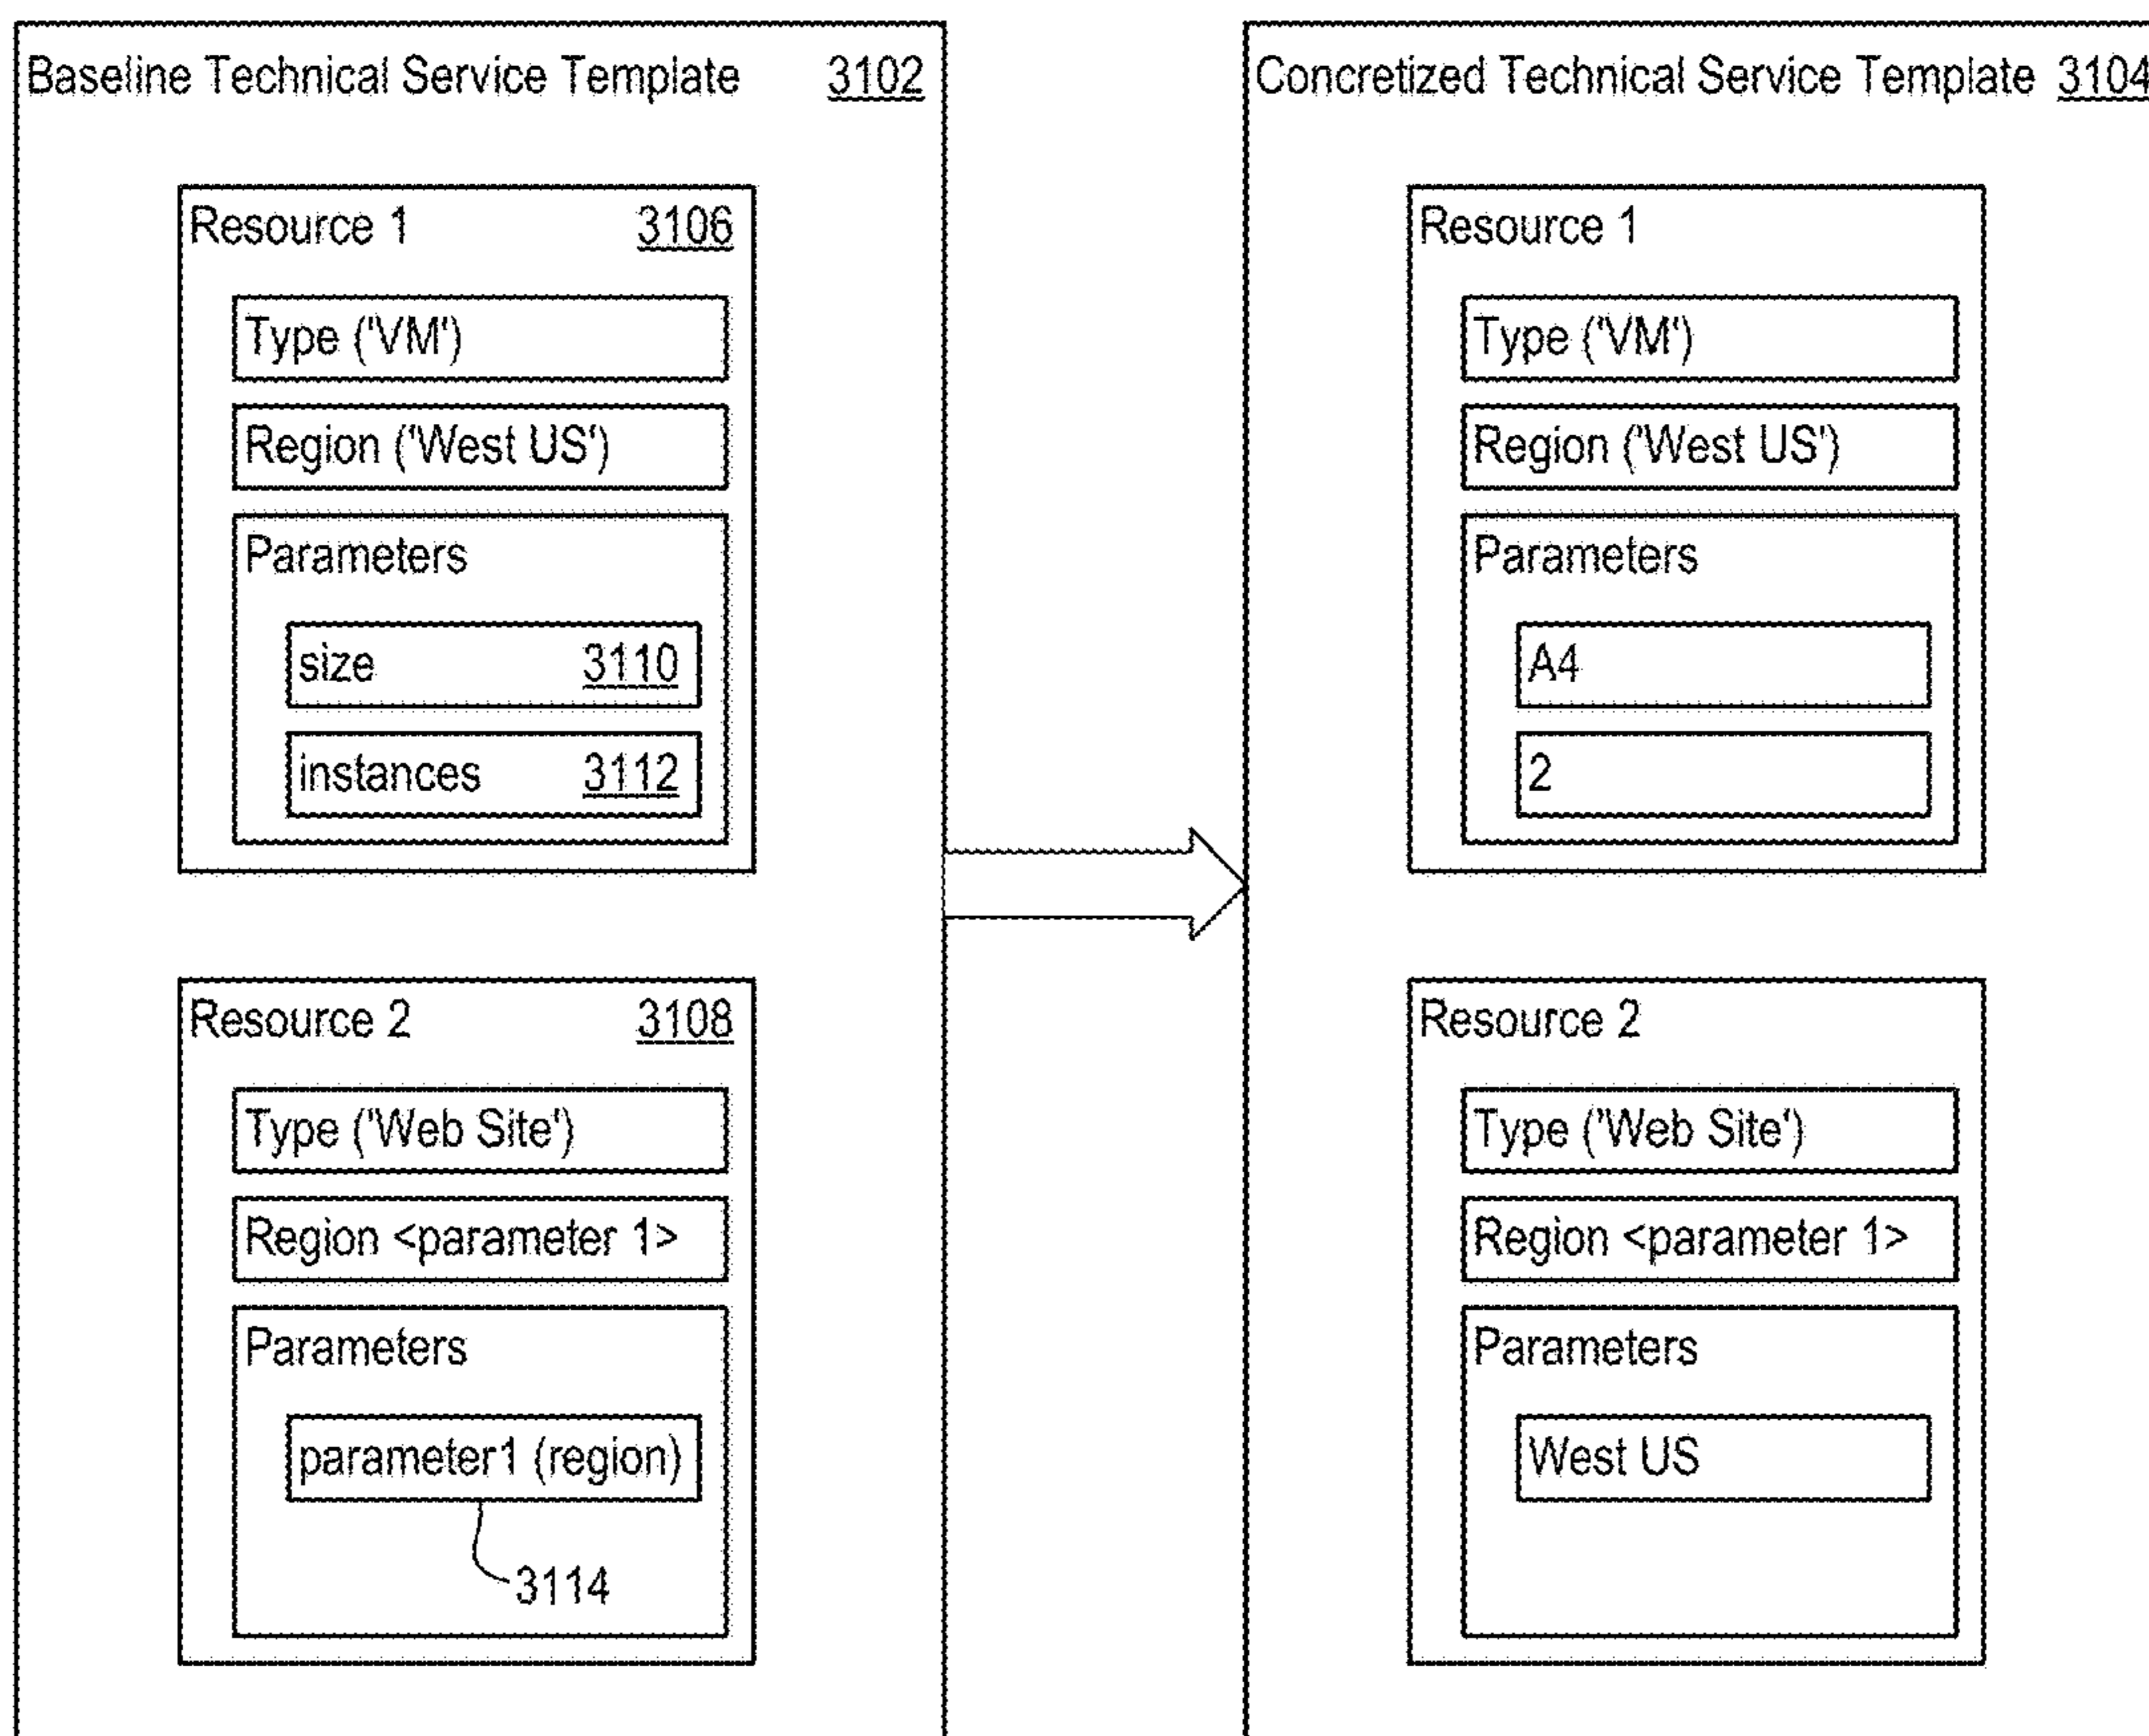 Baseline Technical Service Template 3102
Resource 1 3106
Type ('VM')
Region ('West US')
Parameters
size 3110
instances 3112
Resource 2 3108
Type ('Web Site')
Region <parameter 1>
Parameters
parameter1 (region)
3114
Concretized Technical Service Template 3104
Resource 1
Type ('VM')
Region ('West US')
Parameters
A4
2
Resource 2
Type ('Web Site')
Region <parameter 1>
Parameters
West US